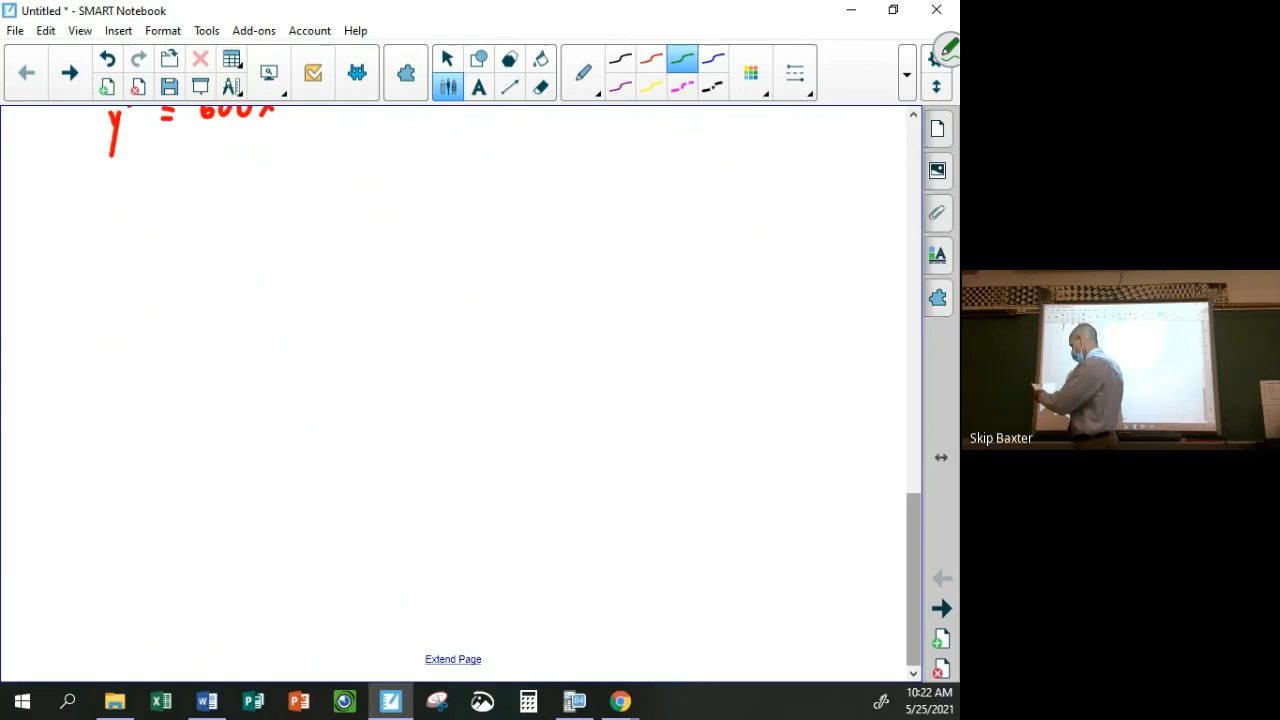 Untitled * - SMART Notebook
File Edit View Insert Format Tools Add-ons Account Help
y = 600x
Extend Page
Skip Baxter
10:22 AM
5/25/2021